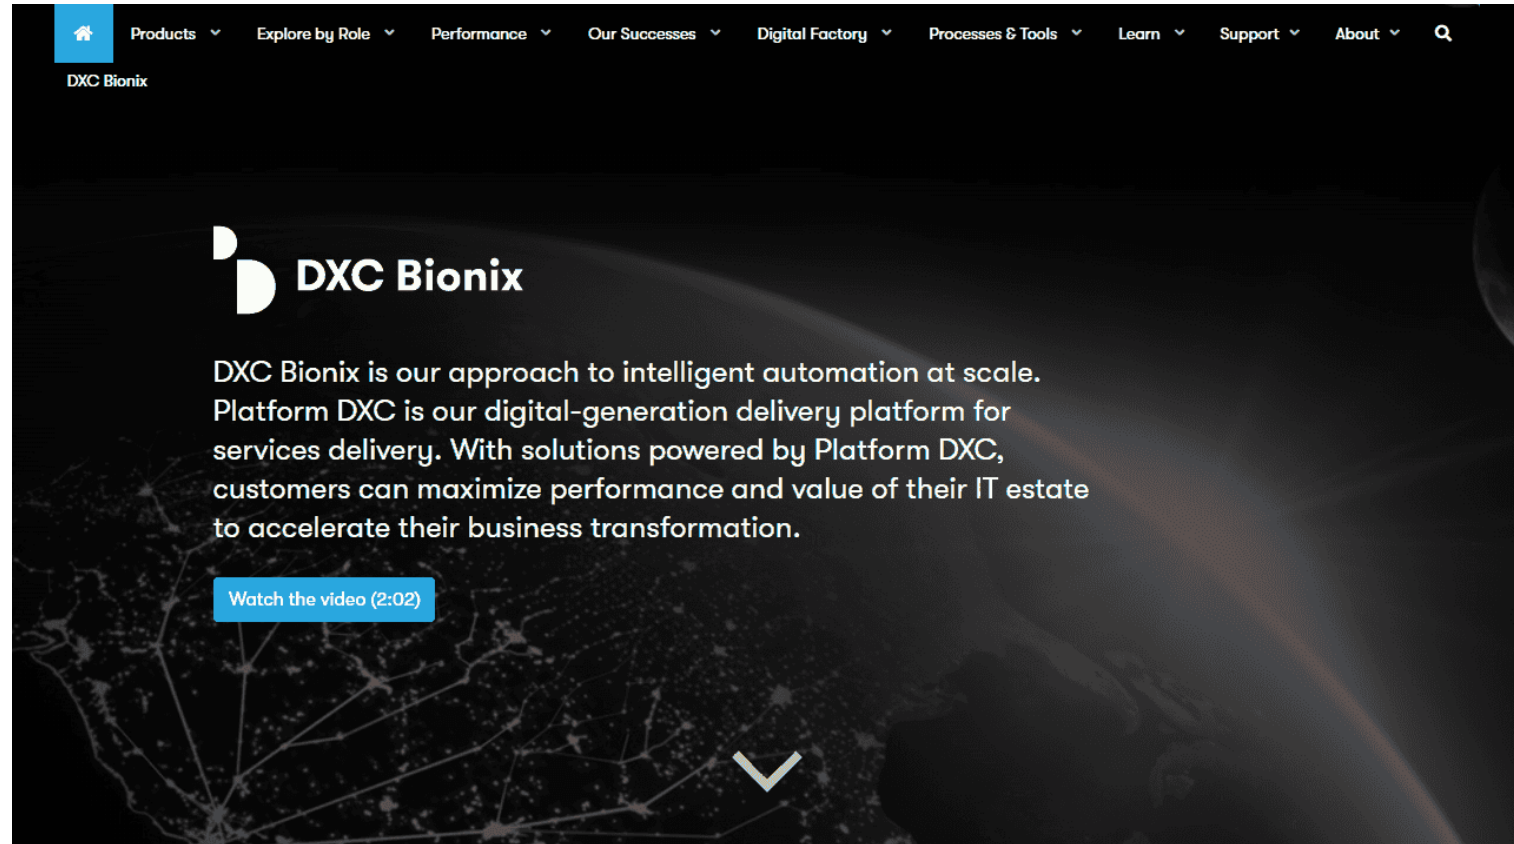 Products Explore by Role Performance Our Successes Digital Factory Processes & Tools Learn Support About
DXC Bionix
DXC Bionix
DXC Bionix is our approach to intelligent automation at scale.
Platform DXC is our digital-generation delivery platform for
services delivery. With solutions powered by Platform DXC,
customers can maximize performance and value of their IT estate
to accelerate their business transformation.
Watch the video (2:02)